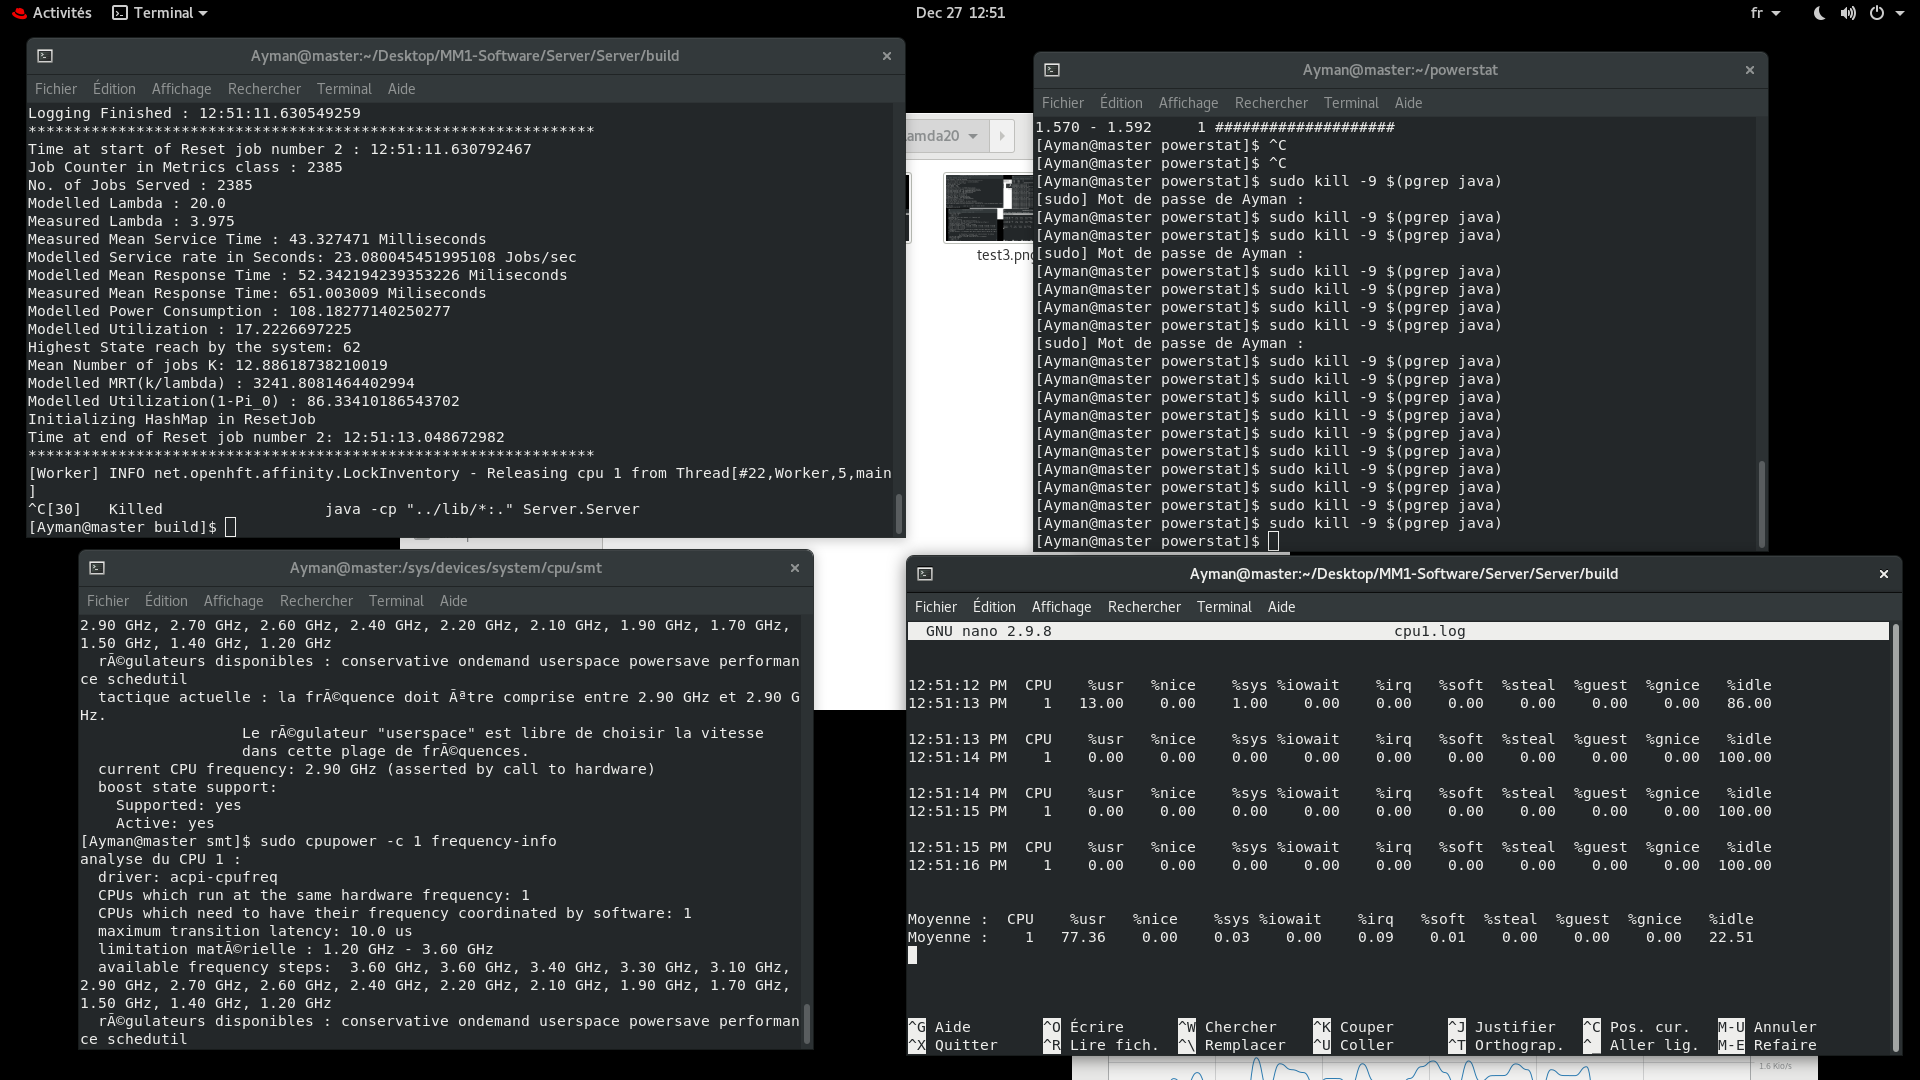 Activités
Terminal
Dec 27 12:51
fr
Ayman@master:~/Desktop/MM1-Software/Server/Server/build
Fichier Édition Affichage Rechercher Terminal Aide
Logging Finished : 12:51:11.630549259
***************************************************************
Time at start of Reset job number 2 : 12:51:11.630792467
Job Counter in Metrics class : 2385
No. of Jobs Served : 2385
Modelled Lambda : 20.0
Measured Lambda : 3.975
Measured Mean Service Time : 43.327471 Milliseconds
Modelled Service rate in Seconds: 23.080045451995108 Jobs/sec
Modelled Mean Response Time : 52.342194239353226 Miliseconds
Measured Mean Response Time: 651.003009 Miliseconds
Modelled Power Consumption : 108.18277140250277
Modelled Utilization : 17.2226697225
Highest State reach by the system: 62
Mean Number of jobs K: 12.88618738210019
Modelled MRT(k/lambda) : 3241.8081464402994
Modelled Utilization(1-Pi_0) : 86.33410186543702
Initializing HashMap in ResetJob
Time at end of Reset job number 2: 12:51:13.048672982
***************************************************************
[Worker] INFO net.openhft.affinity.LockInventory - Releasing cpu 1 from Thread[#22,Worker,5,main
]
^C[30]   Killed                  java -cp "../lib/*:." Server.Server
[Ayman@master build]$
amda20
test3.png
Ayman@master:~/powerstat
Fichier Édition Affichage Rechercher Terminal Aide
1.570 - 1.592     1 ####################
[Ayman@master powerstat]$ ^C
[Ayman@master powerstat]$ ^C
[Ayman@master powerstat]$ sudo kill -9 $(pgrep java)
[sudo] Mot de passe de Ayman :
[Ayman@master powerstat]$ sudo kill -9 $(pgrep java)
[Ayman@master powerstat]$ sudo kill -9 $(pgrep java)
[sudo] Mot de passe de Ayman :
[Ayman@master powerstat]$ sudo kill -9 $(pgrep java)
[Ayman@master powerstat]$ sudo kill -9 $(pgrep java)
[Ayman@master powerstat]$ sudo kill -9 $(pgrep java)
[Ayman@master powerstat]$ sudo kill -9 $(pgrep java)
[sudo] Mot de passe de Ayman :
[Ayman@master powerstat]$ sudo kill -9 $(pgrep java)
[Ayman@master powerstat]$ sudo kill -9 $(pgrep java)
[Ayman@master powerstat]$ sudo kill -9 $(pgrep java)
[Ayman@master powerstat]$ sudo kill -9 $(pgrep java)
[Ayman@master powerstat]$ sudo kill -9 $(pgrep java)
[Ayman@master powerstat]$ sudo kill -9 $(pgrep java)
[Ayman@master powerstat]$ sudo kill -9 $(pgrep java)
[Ayman@master powerstat]$ sudo kill -9 $(pgrep java)
[Ayman@master powerstat]$ sudo kill -9 $(pgrep java)
[Ayman@master powerstat]$ sudo kill -9 $(pgrep java)
[Ayman@master powerstat]$
Ayman@master:/sys/devices/system/cpu/smt
Fichier Édition Affichage Rechercher Terminal Aide
2.90 GHz, 2.70 GHz, 2.60 GHz, 2.40 GHz, 2.20 GHz, 2.10 GHz, 1.90 GHz, 1.70 GHz,
1.50 GHz, 1.40 GHz, 1.20 GHz
rÃ©gulateurs disponibles : conservative ondemand userspace powersave performan
ce schedutil
tactique actuelle : la frÃ©quence doit Ãªtre comprise entre 2.90 GHz et 2.90 G
Hz.
Le rÃ©gulateur "userspace" est libre de choisir la vitesse
dans cette plage de frÃ©quences.
current CPU frequency: 2.90 GHz (asserted by call to hardware)
boost state support:
Supported: yes
Active: yes
[Ayman@master smt]$ sudo cpupower -c 1 frequency-info
analyse du CPU 1 :
driver: acpi-cpufreq
CPUs which run at the same hardware frequency: 1
CPUs which need to have their frequency coordinated by software: 1
maximum transition latency: 10.0 us
limitation matÃ©rielle : 1.20 GHz - 3.60 GHz
available frequency steps:  3.60 GHz, 3.60 GHz, 3.40 GHz, 3.30 GHz, 3.10 GHz,
2.90 GHz, 2.70 GHz, 2.60 GHz, 2.40 GHz, 2.20 GHz, 2.10 GHz, 1.90 GHz, 1.70 GHz,
1.50 GHz, 1.40 GHz, 1.20 GHz
rÃ©gulateurs disponibles : conservative ondemand userspace powersave performan
ce schedutil
Ayman@master:~/Desktop/MM1-Software/Server/Server/build
Fichier Édition Affichage Rechercher Terminal Aide
GNU nano 2.9.8 cpu1.log
12:51:12 PM  CPU    %usr   %nice    %sys %iowait    %irq   %soft  %steal  %guest  %gnice   %idle
12:51:13 PM    1   13.00    0.00    1.00    0.00    0.00    0.00    0.00    0.00    0.00   86.00
12:51:13 PM  CPU    %usr   %nice    %sys %iowait    %irq   %soft  %steal  %guest  %gnice   %idle
12:51:14 PM    1    0.00    0.00    0.00    0.00    0.00    0.00    0.00    0.00    0.00  100.00
12:51:14 PM  CPU    %usr   %nice    %sys %iowait    %irq   %soft  %steal  %guest  %gnice   %idle
12:51:15 PM    1    0.00    0.00    0.00    0.00    0.00    0.00    0.00    0.00    0.00  100.00
12:51:15 PM  CPU    %usr   %nice    %sys %iowait    %irq   %soft  %steal  %guest  %gnice   %idle
12:51:16 PM    1    0.00    0.00    0.00    0.00    0.00    0.00    0.00    0.00    0.00  100.00
Moyenne :  CPU    %usr   %nice    %sys %iowait    %irq   %soft  %steal  %guest  %gnice   %idle
Moyenne :    1   77.36    0.00    0.03    0.00    0.09    0.01    0.00    0.00    0.00   22.51
^G Aide ^O Écrire ^W Chercher ^K Couper ^J Justifier ^C Pos. cur. M-U Annuler
^X Quitter ^R Lire fich. ^\ Remplacer ^U Coller ^T Orthograp. ^_ Aller lig. M-E Refaire
1.6 Kio/s